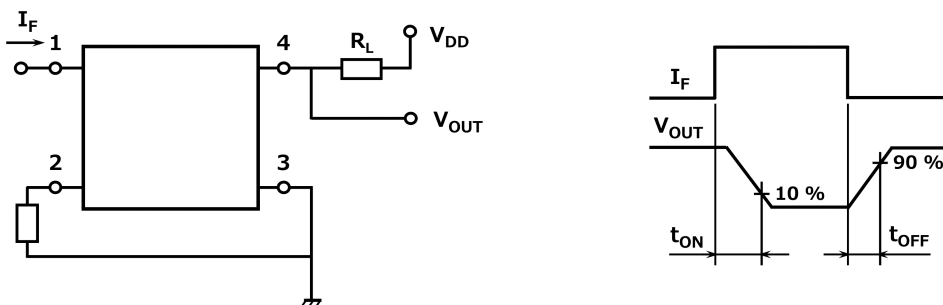 I_F
1
4
R_L
V_DD
V_OUT
2
3
I_F
V_OUT
10 %
90 %
t_ON
t_OFF